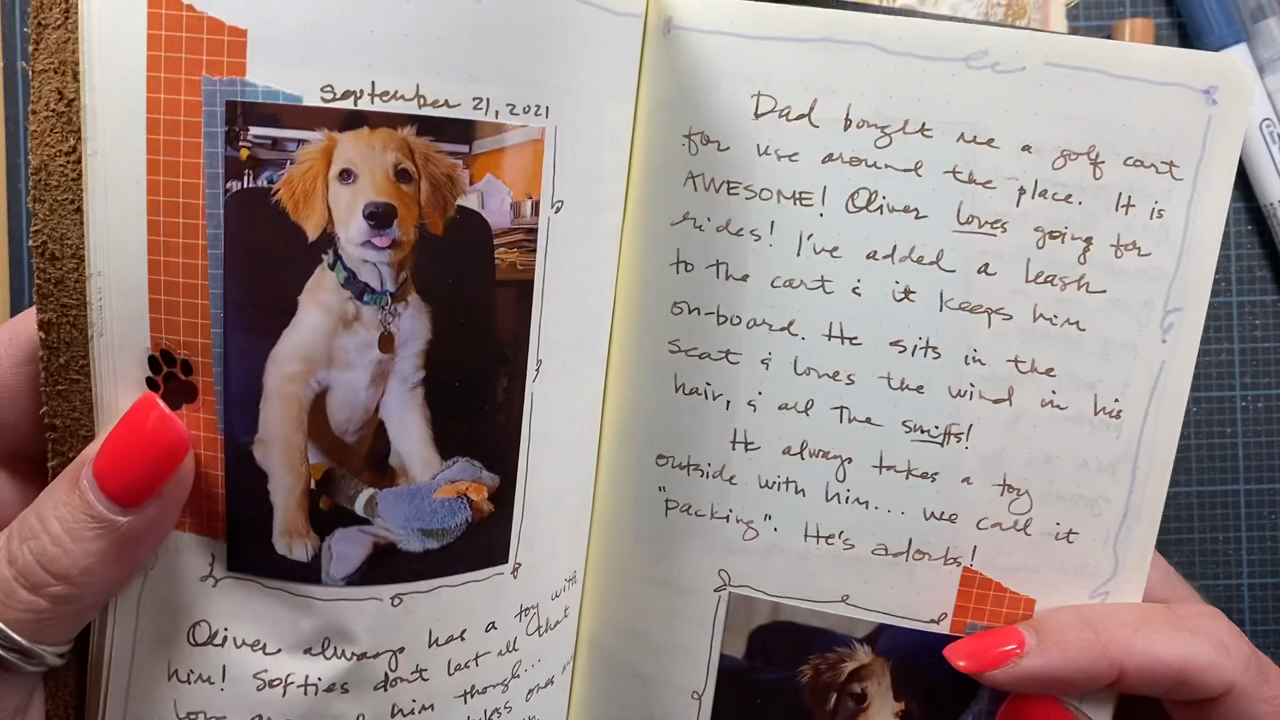 September 21, 2021
Oliver always has a toy with
him! Softies don't last all that
him though...
ones
Dad bought me a golf cart
for use around the place. It is
AWESOME! Oliver loves going for
rides! I've added a leash
to the cart & it keeps him
on-board. He sits in the
seat & loves the wind in his
hair, & all the sniffs!
He always takes a toy
outside with him... we call it
"packing". He's adorbs!